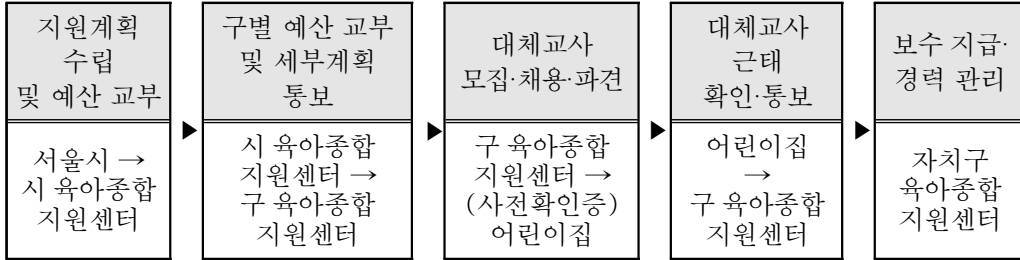 지원계획
수립
및 예산 교부
서울시 →
시 육아종합
지원센터
▶
구별 예산 교부
및 세부계획
통보
시 육아종합
지원센터 →
구 육아종합
지원센터
▶
대체교사
모집·채용·파견
구 육아종합
지원센터 →
(사전확인증)
어린이집
▶
대체교사
근태
확인·통보
어린이집
→
구 육아종합
지원센터
▶
보수 지급·
경력 관리
자치구
육아종합
지원센터